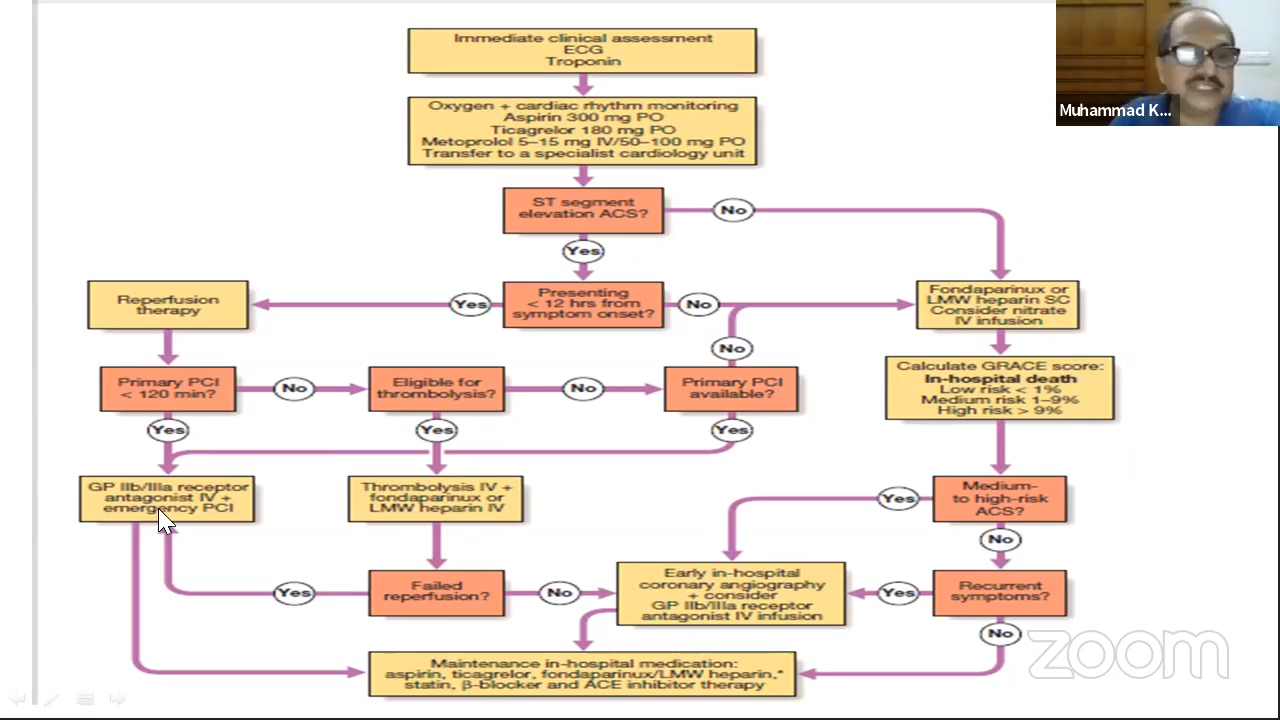 Immediate clinical assessment
ECG
Troponin
Muhammad K...
Oxygen + cardiac rhythm monitoring
Aspirin 300 mg PO
Ticagrelor 180 mg PO
Metoprolol 5–15 mg IV/50–100 mg PO
Transfer to a specialist cardiology unit
ST segment
elevation ACS?
No
Yes
Reperfusion
therapy
Yes
Presenting
< 12 hrs from
symptom onset?
No
Fondaparinux or
LMW heparin SC
Consider nitrate
IV infusion
No
Primary PCI
< 120 min?
No
Eligible for
thrombolysis?
No
Primary PCI
available?
Calculate GRACE score:
In-hospital death
Low risk < 1%
Medium risk 1–9%
High risk > 9%
Yes
Yes
Yes
GP IIb/IIIa receptor
antagonist IV +
emergency PCI
Thrombolysis IV +
fondaparinux or
LMW heparin IV
Yes
Medium-
to high-risk
ACS?
No
Yes
Failed
reperfusion?
No
Early in-hospital
coronary angiography
+ consider
GP IIb/IIIa receptor
antagonist IV infusion
Yes
Recurrent
symptoms?
No
Maintenance in-hospital medication:
aspirin, ticagrelor, fondaparinux/LMW heparin,*
statin, β-blocker and ACE inhibitor therapy
zoom